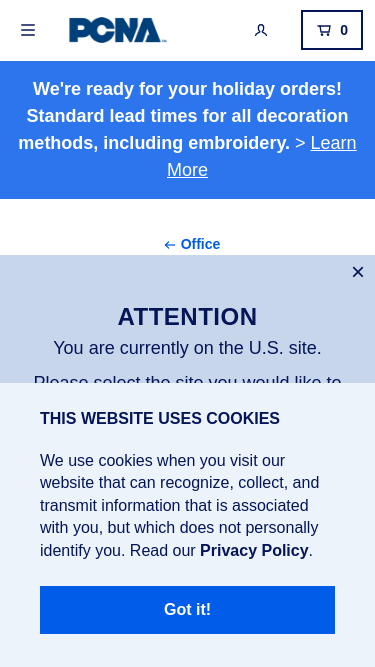 PCNA
0
We're ready for your holiday orders!
Standard lead times for all decoration
methods, including embroidery. > Learn
More
← Office
×
ATTENTION
You are currently on the U.S. site.
Please select the site you would like to
THIS WEBSITE USES COOKIES
We use cookies when you visit our
website that can recognize, collect, and
transmit information that is associated
with you, but which does not personally
identify you. Read our Privacy Policy.
Got it!